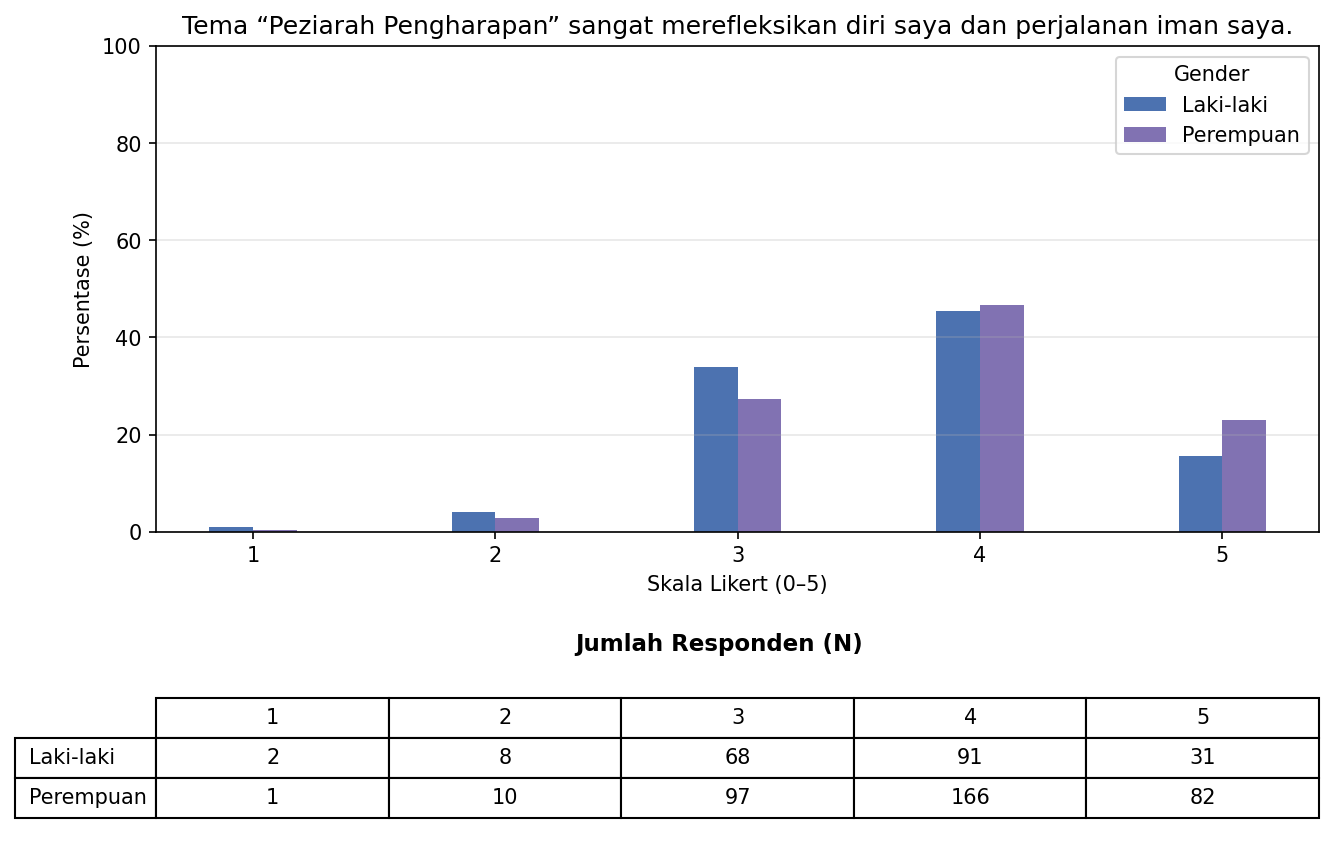 Tema “Peziarah Pengharapan” sangat merefleksikan diri saya dan perjalanan iman saya.
100
80
60
40
20
0
Persentase (%)
Gender
Laki-laki
Perempuan
1 2 3 4 5
Skala Likert (0–5)
Jumlah Responden (N)
1 2 3 4 5
Laki-laki 2 8 68 91 31
Perempuan 1 10 97 166 82